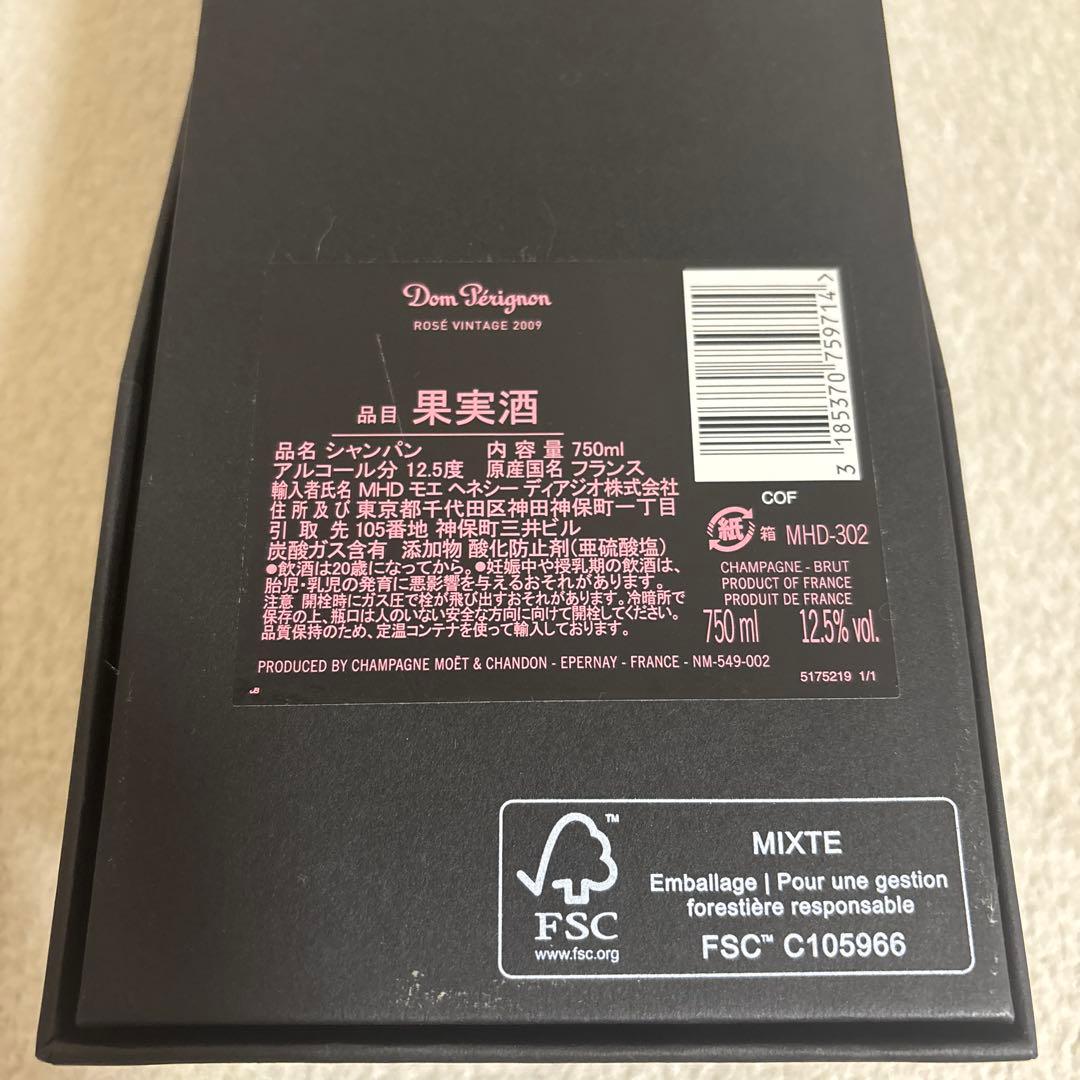 Dom Pérignon
ROSÉ VINTAGE 2009
品目 果実酒
品名 シャンパン 内容量 750ml
アルコール分 12.5度 原産国名 フランス
輸入者氏名 MHD モエ ヘネシー ディアジオ株式会社
住所及び 東京都千代田区神田神保町一丁目
引取先 105番地 神保町三井ビル
炭酸ガス含有 添加物 酸化防止剤(亜硫酸塩)
●飲酒は20歳になってから。●妊娠中や授乳期の飲酒は、
胎児・乳児の発育に悪影響を与えるおそれがあります。
注意 開栓時にガス圧で栓が飛び出すおそれがあります。冷暗所で
保存の上、瓶口は人のいない安全な方向に向けて開栓してください。
品質保持のため、定温コンテナを使って輸入しております。
PRODUCED BY CHAMPAGNE MOËT & CHANDON - EPERNAY - FRANCE - NM-549-002
JB
3 185370 759714 >
COF
紙 箱 MHD-302
CHAMPAGNE - BRUT
PRODUCT OF FRANCE
PRODUIT DE FRANCE
750 ml 12.5% vol.
5175219 1/1
FSC
www.fsc.org
MIXTE
Emballage | Pour une gestion
forestière responsable
FSC™ C105966